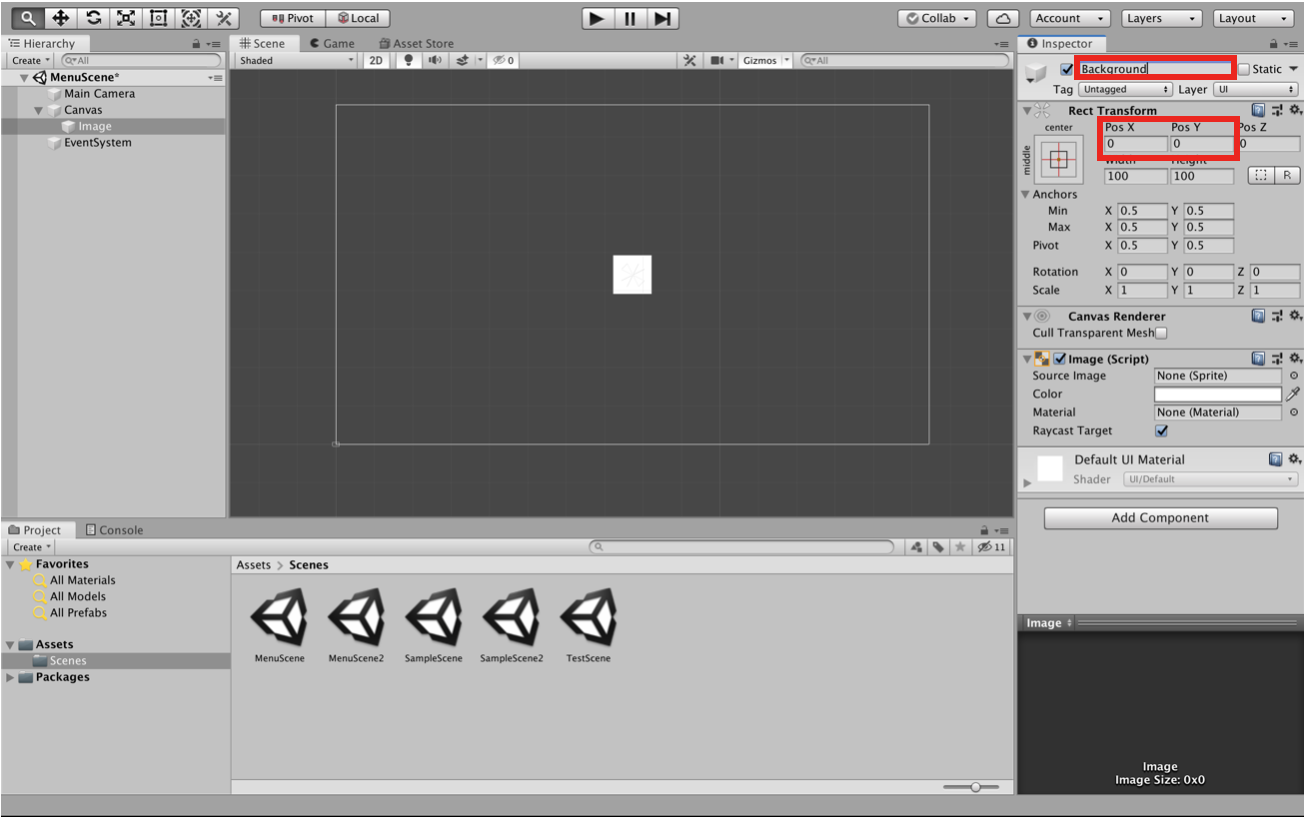 Pivot Local Collab Account Layers Layout
Hierarchy Scene Game Asset Store Inspector
Create All Shaded 2D 0 Gizmos All
Background Static
Tag Untagged Layer UI
MenuScene*
Main Camera
Canvas
Image
EventSystem
Rect Transform
center
middle
Pos X Pos Y Pos Z
0 0 0
Width Height
100 100 R
Anchors
Min X 0.5 Y 0.5
Max X 0.5 Y 0.5
Pivot X 0.5 Y 0.5
Rotation X 0 Y 0 Z 0
Scale X 1 Y 1 Z 1
Canvas Renderer
Cull Transparent Mesh
Image (Script)
Source Image None (Sprite)
Color
Material None (Material)
Raycast Target
Default UI Material
Shader UI/Default
Add Component
Project Console
Create 11
Favorites
All Materials
All Models
All Prefabs
Assets
Scenes
Packages
Assets > Scenes
MenuScene MenuScene2 SampleScene SampleScene2 TestScene
Image
Image
Image Size: 0x0